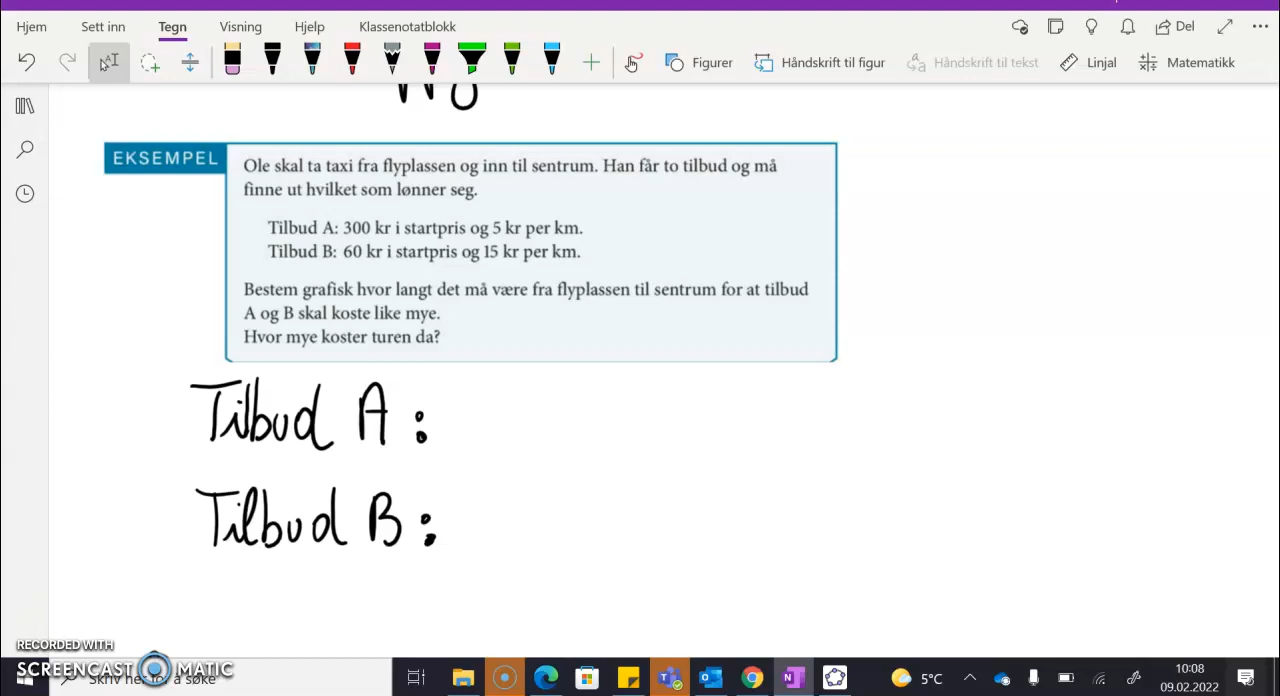 Hjem Sett inn Tegn Visning Hjelp Klassenotatblokk Del
Figurer Håndskrift til figur Håndskrift til tekst Linjal Matematikk
EKSEMPEL
Ole skal ta taxi fra flyplassen og inn til sentrum. Han får to tilbud og må
finne ut hvilket som lønner seg.
Tilbud A: 300 kr i startpris og 5 kr per km.
Tilbud B: 60 kr i startpris og 15 kr per km.
Bestem grafisk hvor langt det må være fra flyplassen til sentrum for at tilbud
A og B skal koste like mye.
Hvor mye koster turen da?
Tilbud A:
Tilbud B:
RECORDED WITH
SCREENCAST MATIC
Skriv her for å søke
5°C
10:08
09.02.2022